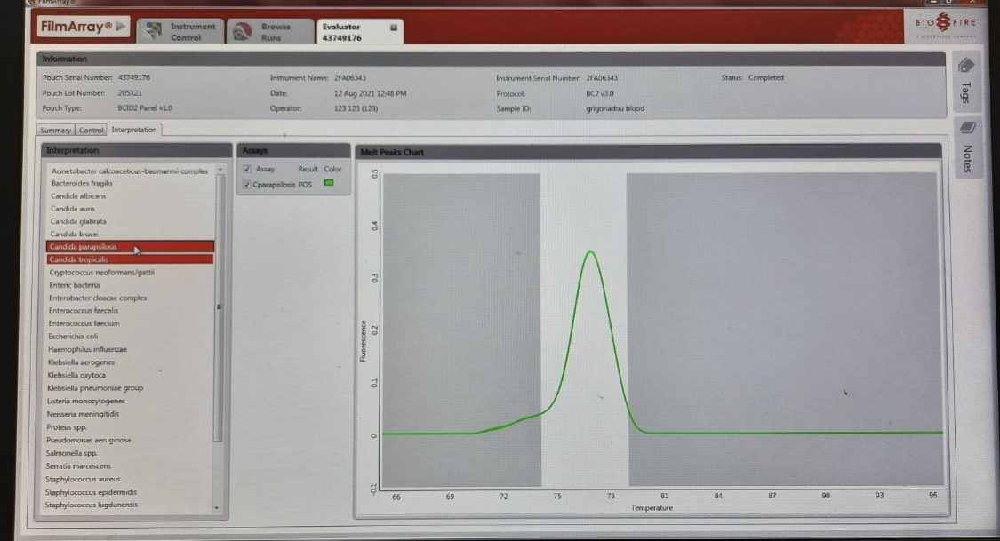 FilmArray®
FilmArray®
Instrument Control
Browse Runs
Evaluator 43749176
BIOFIRE
Information
Pouch Serial Number: 43749176
Instrument Name: 2FA06343
Instrument Serial Number: 2FA06343
Status: Completed
Pouch Lot Number: 205X21
Date: 12 Aug 2021 12:48 PM
Protocol: BC2 v3.0
Pouch Type: BCID2 Panel v1.0
Operator: 123 123 (123)
Sample ID: grigoriadou blood
Tags
Notes
Summary Control Interpretation
Interpretation
Acinetobacter calcoaceticus-baumannii complex
Bacteroides fragilis
Candida albicans
Candida auris
Candida glabrata
Candida krusei
Candida parapsilosis
Candida tropicalis
Cryptococcus neoformans/gattii
Enteric bacteria
Enterobacter cloacae complex
Enterococcus faecalis
Enterococcus faecium
Escherichia coli
Haemophilus influenzae
Klebsiella aerogenes
Klebsiella oxytoca
Klebsiella pneumoniae group
Listeria monocytogenes
Neisseria meningitidis
Proteus spp.
Pseudomonas aeruginosa
Salmonella spp.
Serratia marcescens
Staphylococcus aureus
Staphylococcus epidermidis
Staphylococcus lugdunensis
Assays
Assay Result Color
Cparapsilosis POS
Melt Peaks Chart
0.5
0.4
0.3
0.2
0.1
0
-0.1
Fluorescence
66 69 72 75 78 81 84 87 90 93 96
Temperature